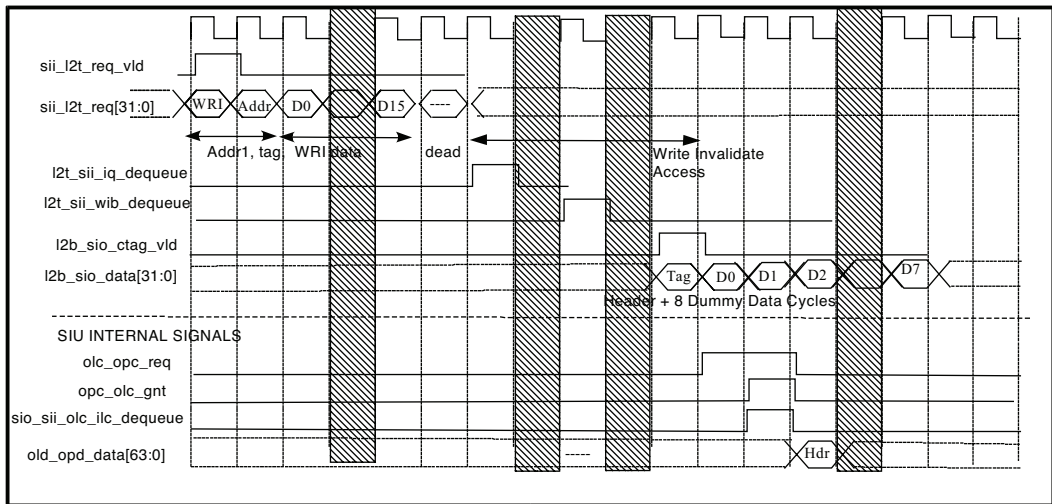 sii_l2t_req_vld
sii_l2t_req[31:0] WRI Addr D0 D15 ----
Addr1, tag, WRI data dead Write Invalidate
Access
l2t_sii_iq_dequeue
l2t_sii_wib_dequeue
l2b_sio_ctag_vld
l2b_sio_data[31:0] Tag D0 D1 D2 D7
Header + 8 Dummy Data Cycles
SIU INTERNAL SIGNALS
olc_opc_req
opc_olc_gnt
sio_sii_olc_ilc_dequeue
old_opd_data[63:0] ----- Hdr